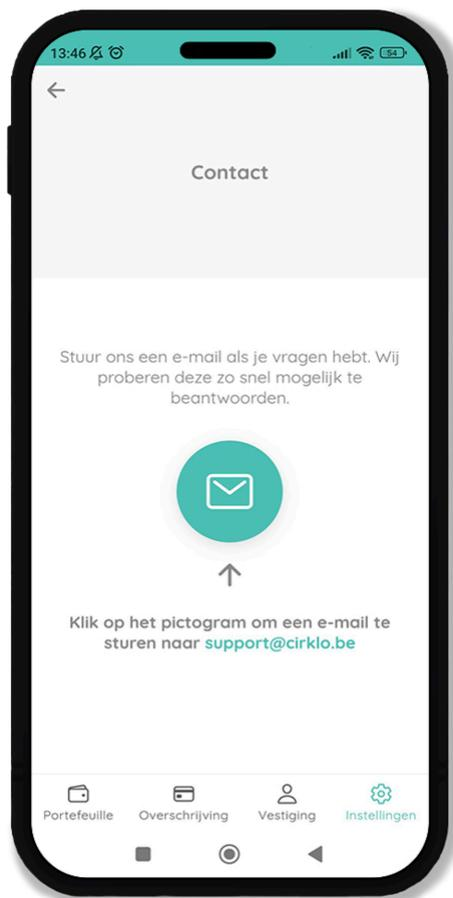 13:46
54
Contact
Stuur ons een e-mail als je vragen hebt. Wij
proberen deze zo snel mogelijk te
beantwoorden.
Klik op het pictogram om een e-mail te
sturen naar support@cirklo.be
Portefeuille Overschrijving Vestiging Instellingen